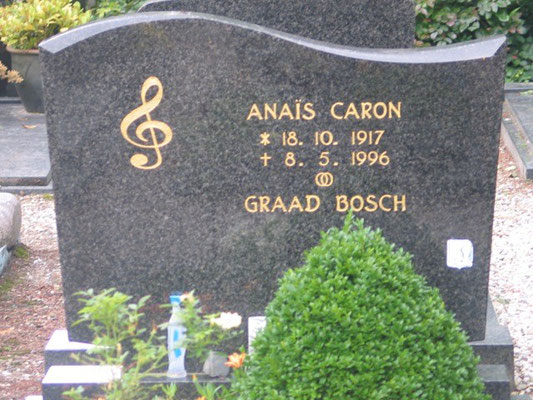 ANAÏS CARON
* 18. 10. 1917
† 8. 5. 1996
GRAAD BOSCH